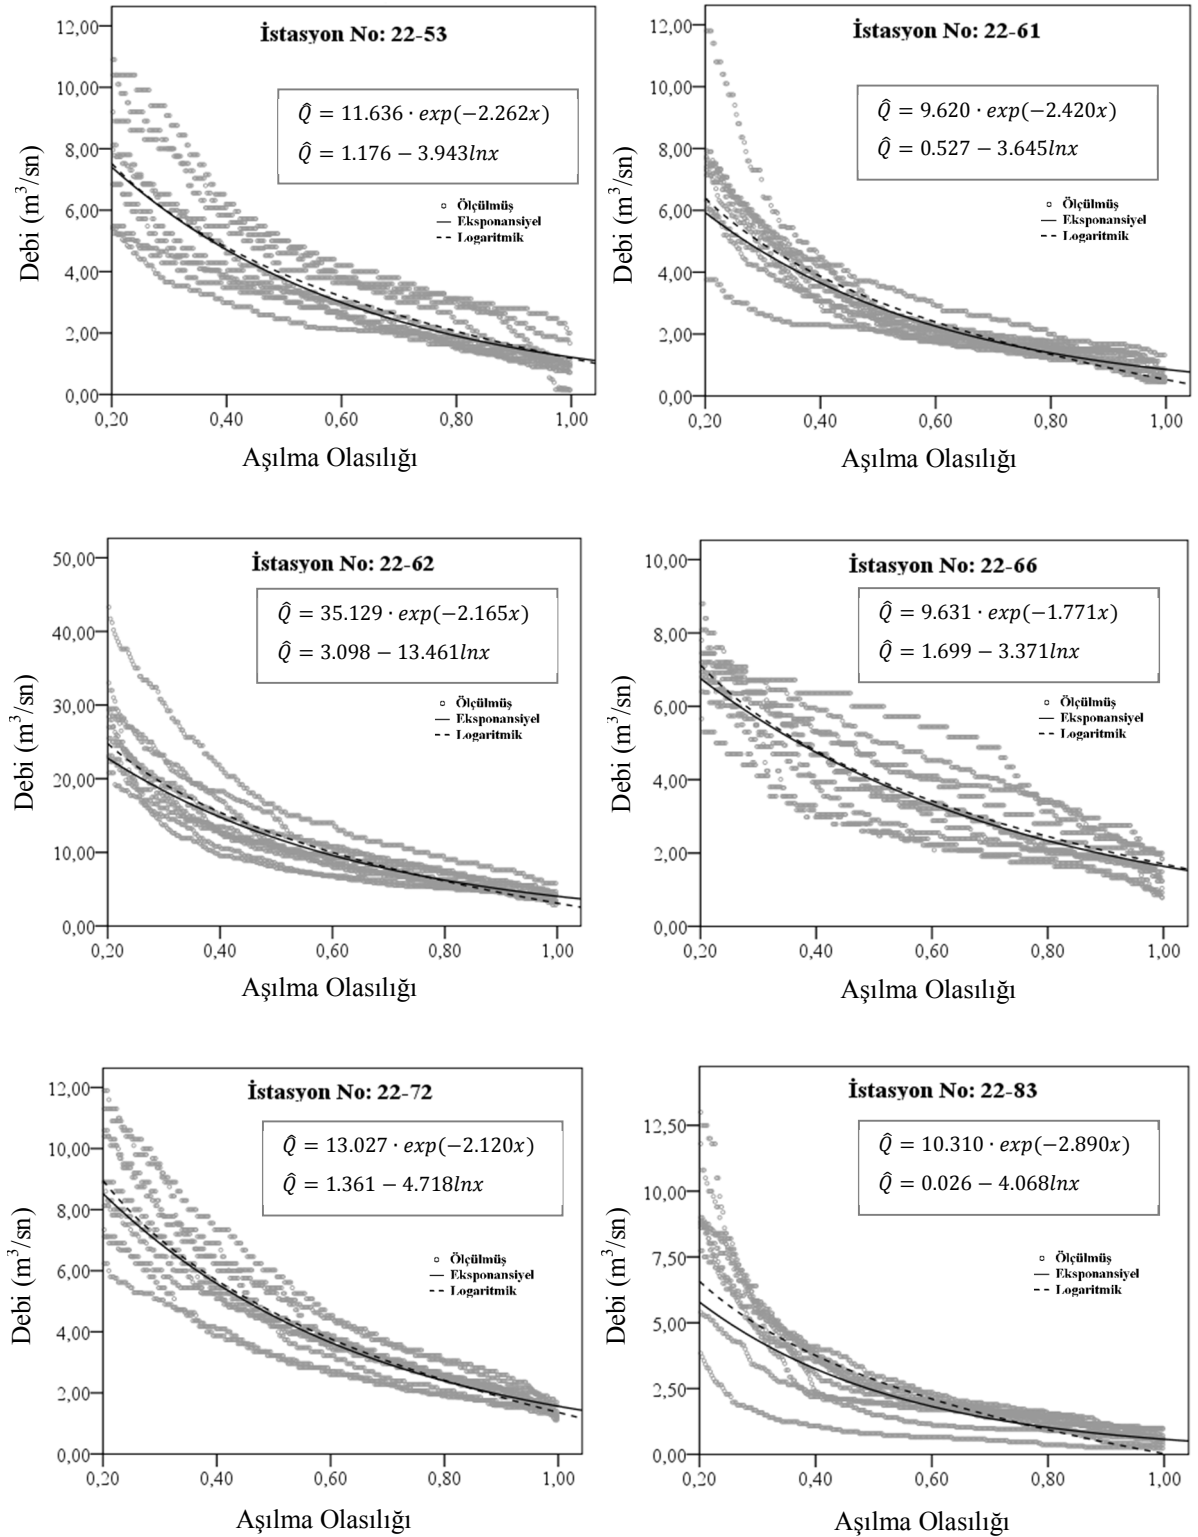 İstasyon No: 22-53
Q̂ = 11.636 · exp(−2.262x)
Q̂ = 1.176 − 3.943lnx
Ölçülmüş
Eksponansiyel
Logaritmik
Debi (m³/sn)
12,00
10,00
8,00
6,00
4,00
2,00
0,00
0,20 0,40 0,60 0,80 1,00
Aşılma Olasılığı
İstasyon No: 22-61
Q̂ = 9.620 · exp(−2.420x)
Q̂ = 0.527 − 3.645lnx
Ölçülmüş
Eksponansiyel
Logaritmik
Debi (m³/sn)
12,00
10,00
8,00
6,00
4,00
2,00
0,00
0,20 0,40 0,60 0,80 1,00
Aşılma Olasılığı
İstasyon No: 22-62
Q̂ = 35.129 · exp(−2.165x)
Q̂ = 3.098 − 13.461lnx
Ölçülmüş
Eksponansiyel
Logaritmik
Debi (m³/sn)
50,00
40,00
30,00
20,00
10,00
0,00
0,20 0,40 0,60 0,80 1,00
Aşılma Olasılığı
İstasyon No: 22-66
Q̂ = 9.631 · exp(−1.771x)
Q̂ = 1.699 − 3.371lnx
Ölçülmüş
Eksponansiyel
Logaritmik
Debi (m³/sn)
10,00
8,00
6,00
4,00
2,00
0,00
0,20 0,40 0,60 0,80 1,00
Aşılma Olasılığı
İstasyon No: 22-72
Q̂ = 13.027 · exp(−2.120x)
Q̂ = 1.361 − 4.718lnx
Ölçülmüş
Eksponansiyel
Logaritmik
Debi (m³/sn)
12,00
10,00
8,00
6,00
4,00
2,00
0,00
0,20 0,40 0,60 0,80 1,00
Aşılma Olasılığı
İstasyon No: 22-83
Q̂ = 10.310 · exp(−2.890x)
Q̂ = 0.026 − 4.068lnx
Ölçülmüş
Eksponansiyel
Logaritmik
Debi (m³/sn)
12,50
10,00
7,50
5,00
2,50
0,00
0,20 0,40 0,60 0,80 1,00
Aşılma Olasılığı